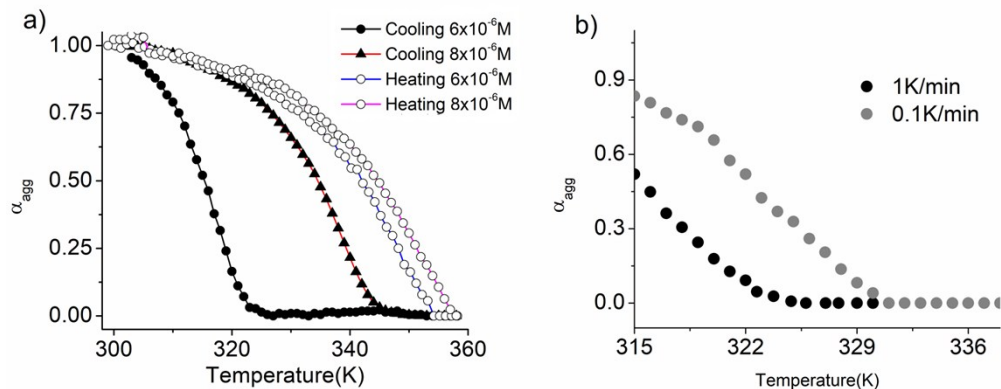 a)
Cooling 6x10⁻⁶M
Cooling 8x10⁻⁶M
Heating 6x10⁻⁶M
Heating 8x10⁻⁶M
1.00
0.75
0.50
0.25
0.00
αagg
300
320
340
360
Temperature(K)
b)
1K/min
0.1K/min
0.9
0.6
0.3
0.0
αagg
315
322
329
336
Temperature(K)